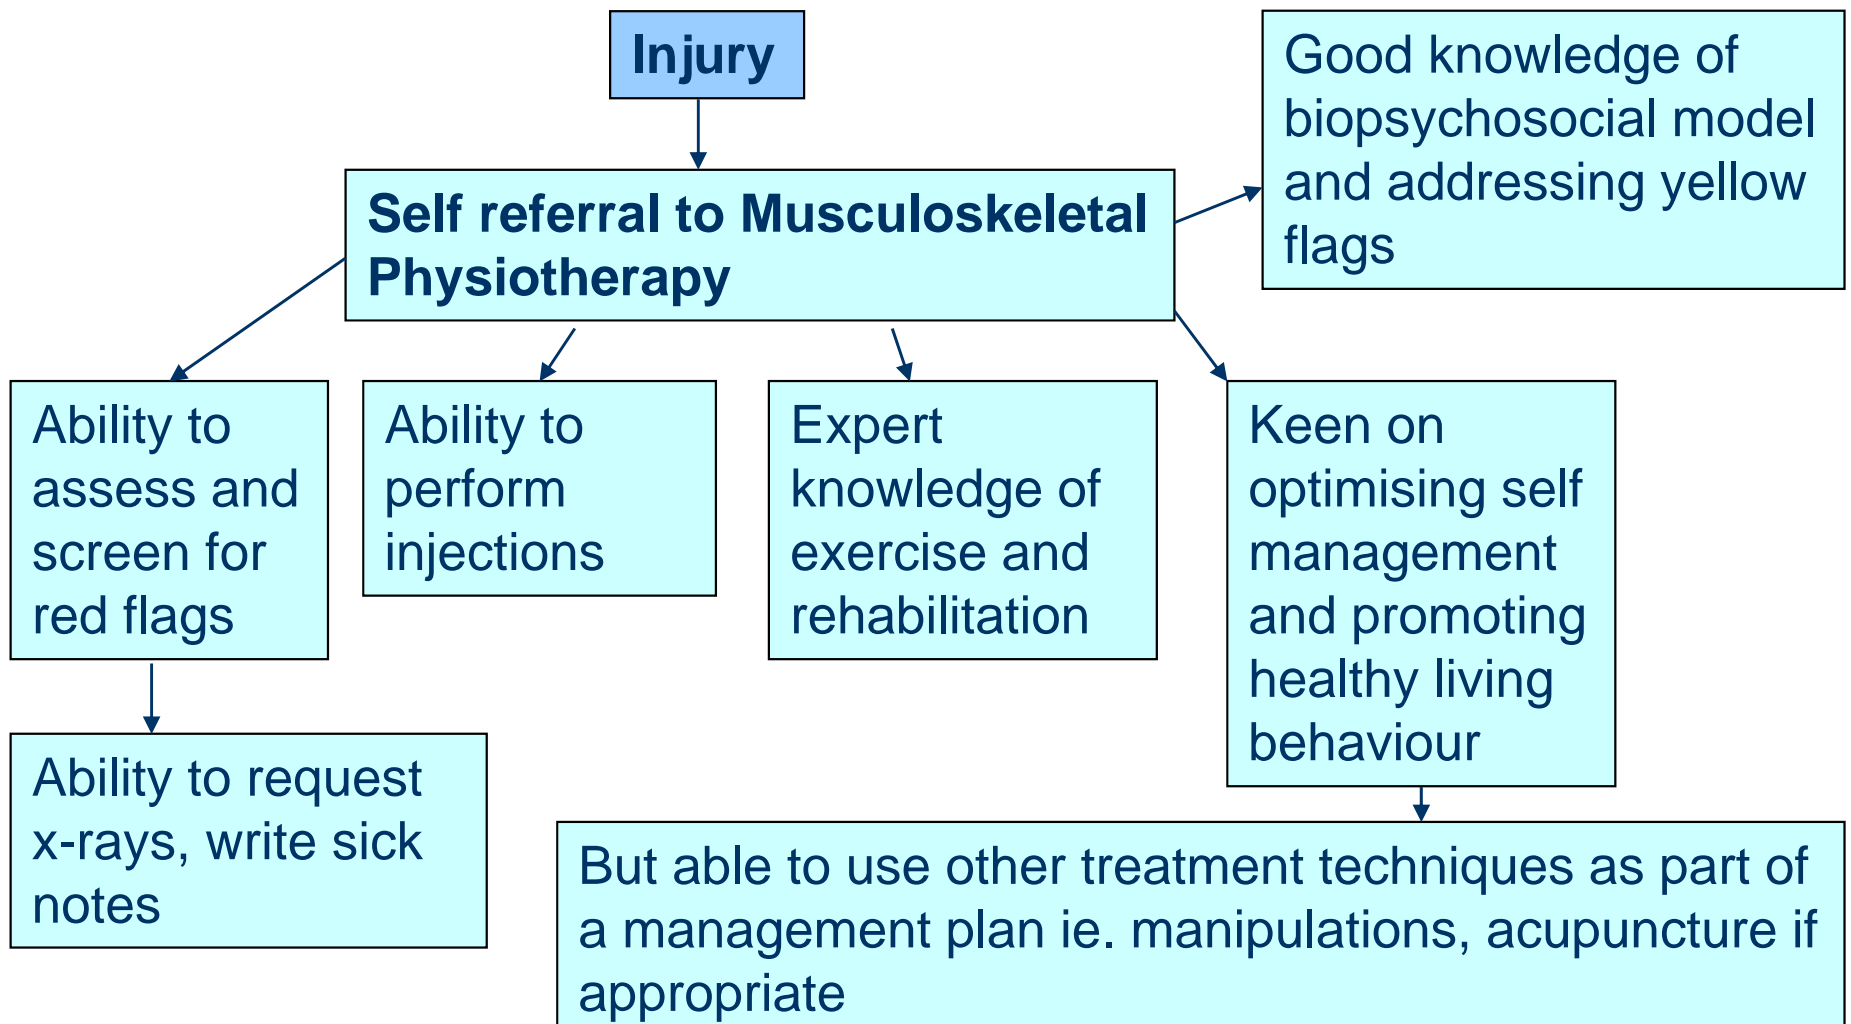 Injury
Good knowledge of
biopsychosocial model
and addressing yellow
flags
Self referral to Musculoskeletal
Physiotherapy
Ability to
assess and
screen for
red flags
Ability to
perform
injections
Expert
knowledge of
exercise and
rehabilitation
Keen on
optimising self
management
and promoting
healthy living
behaviour
Ability to request
x-rays, write sick
notes
But able to use other treatment techniques as part of
a management plan ie. manipulations, acupuncture if
appropriate